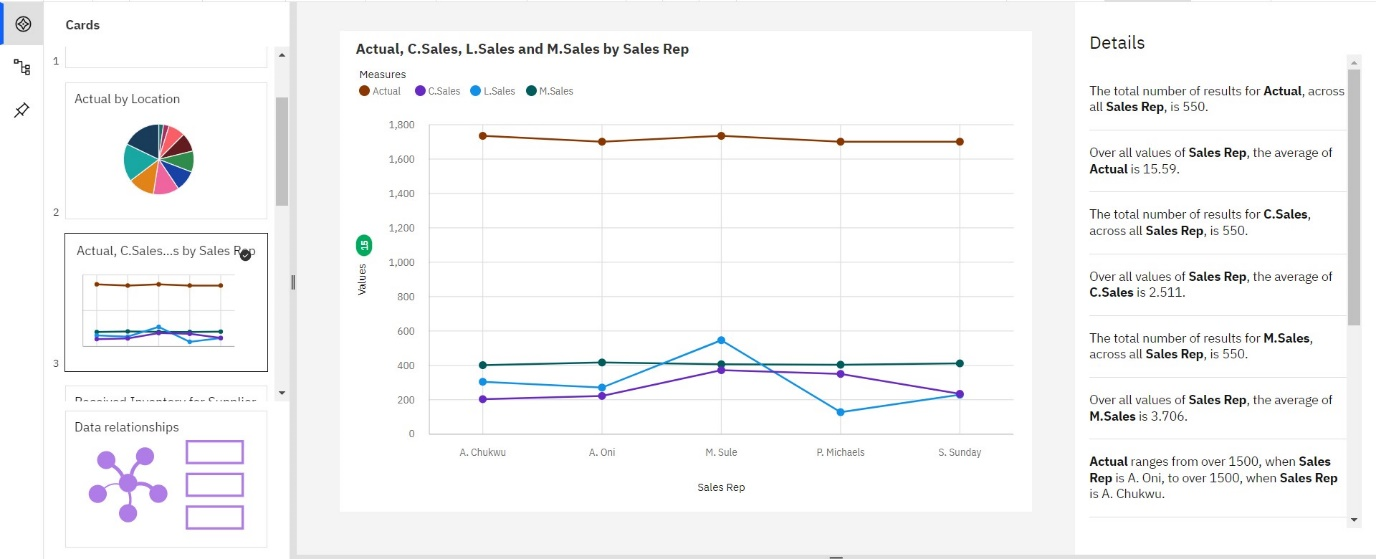 Cards
1
Actual by Location
2
Actual, C.Sales...s by Sales Rep
3
Data relationships
Actual, C.Sales, L.Sales and M.Sales by Sales Rep
Measures
Actual C.Sales L.Sales M.Sales
1,800
1,600
1,400
1,200
1,000
800
600
400
200
0
Values
15
A. Chukwu A. Oni M. Sule P. Michaels S. Sunday
Sales Rep
Details
The total number of results for Actual, across
all Sales Rep, is 550.
Over all values of Sales Rep, the average of
Actual is 15.59.
The total number of results for C.Sales,
across all Sales Rep, is 550.
Over all values of Sales Rep, the average of
C.Sales is 2.511.
The total number of results for M.Sales,
across all Sales Rep, is 550.
Over all values of Sales Rep, the average of
M.Sales is 3.706.
Actual ranges from over 1500, when Sales
Rep is A. Oni, to over 1500, when Sales Rep
is A. Chukwu.